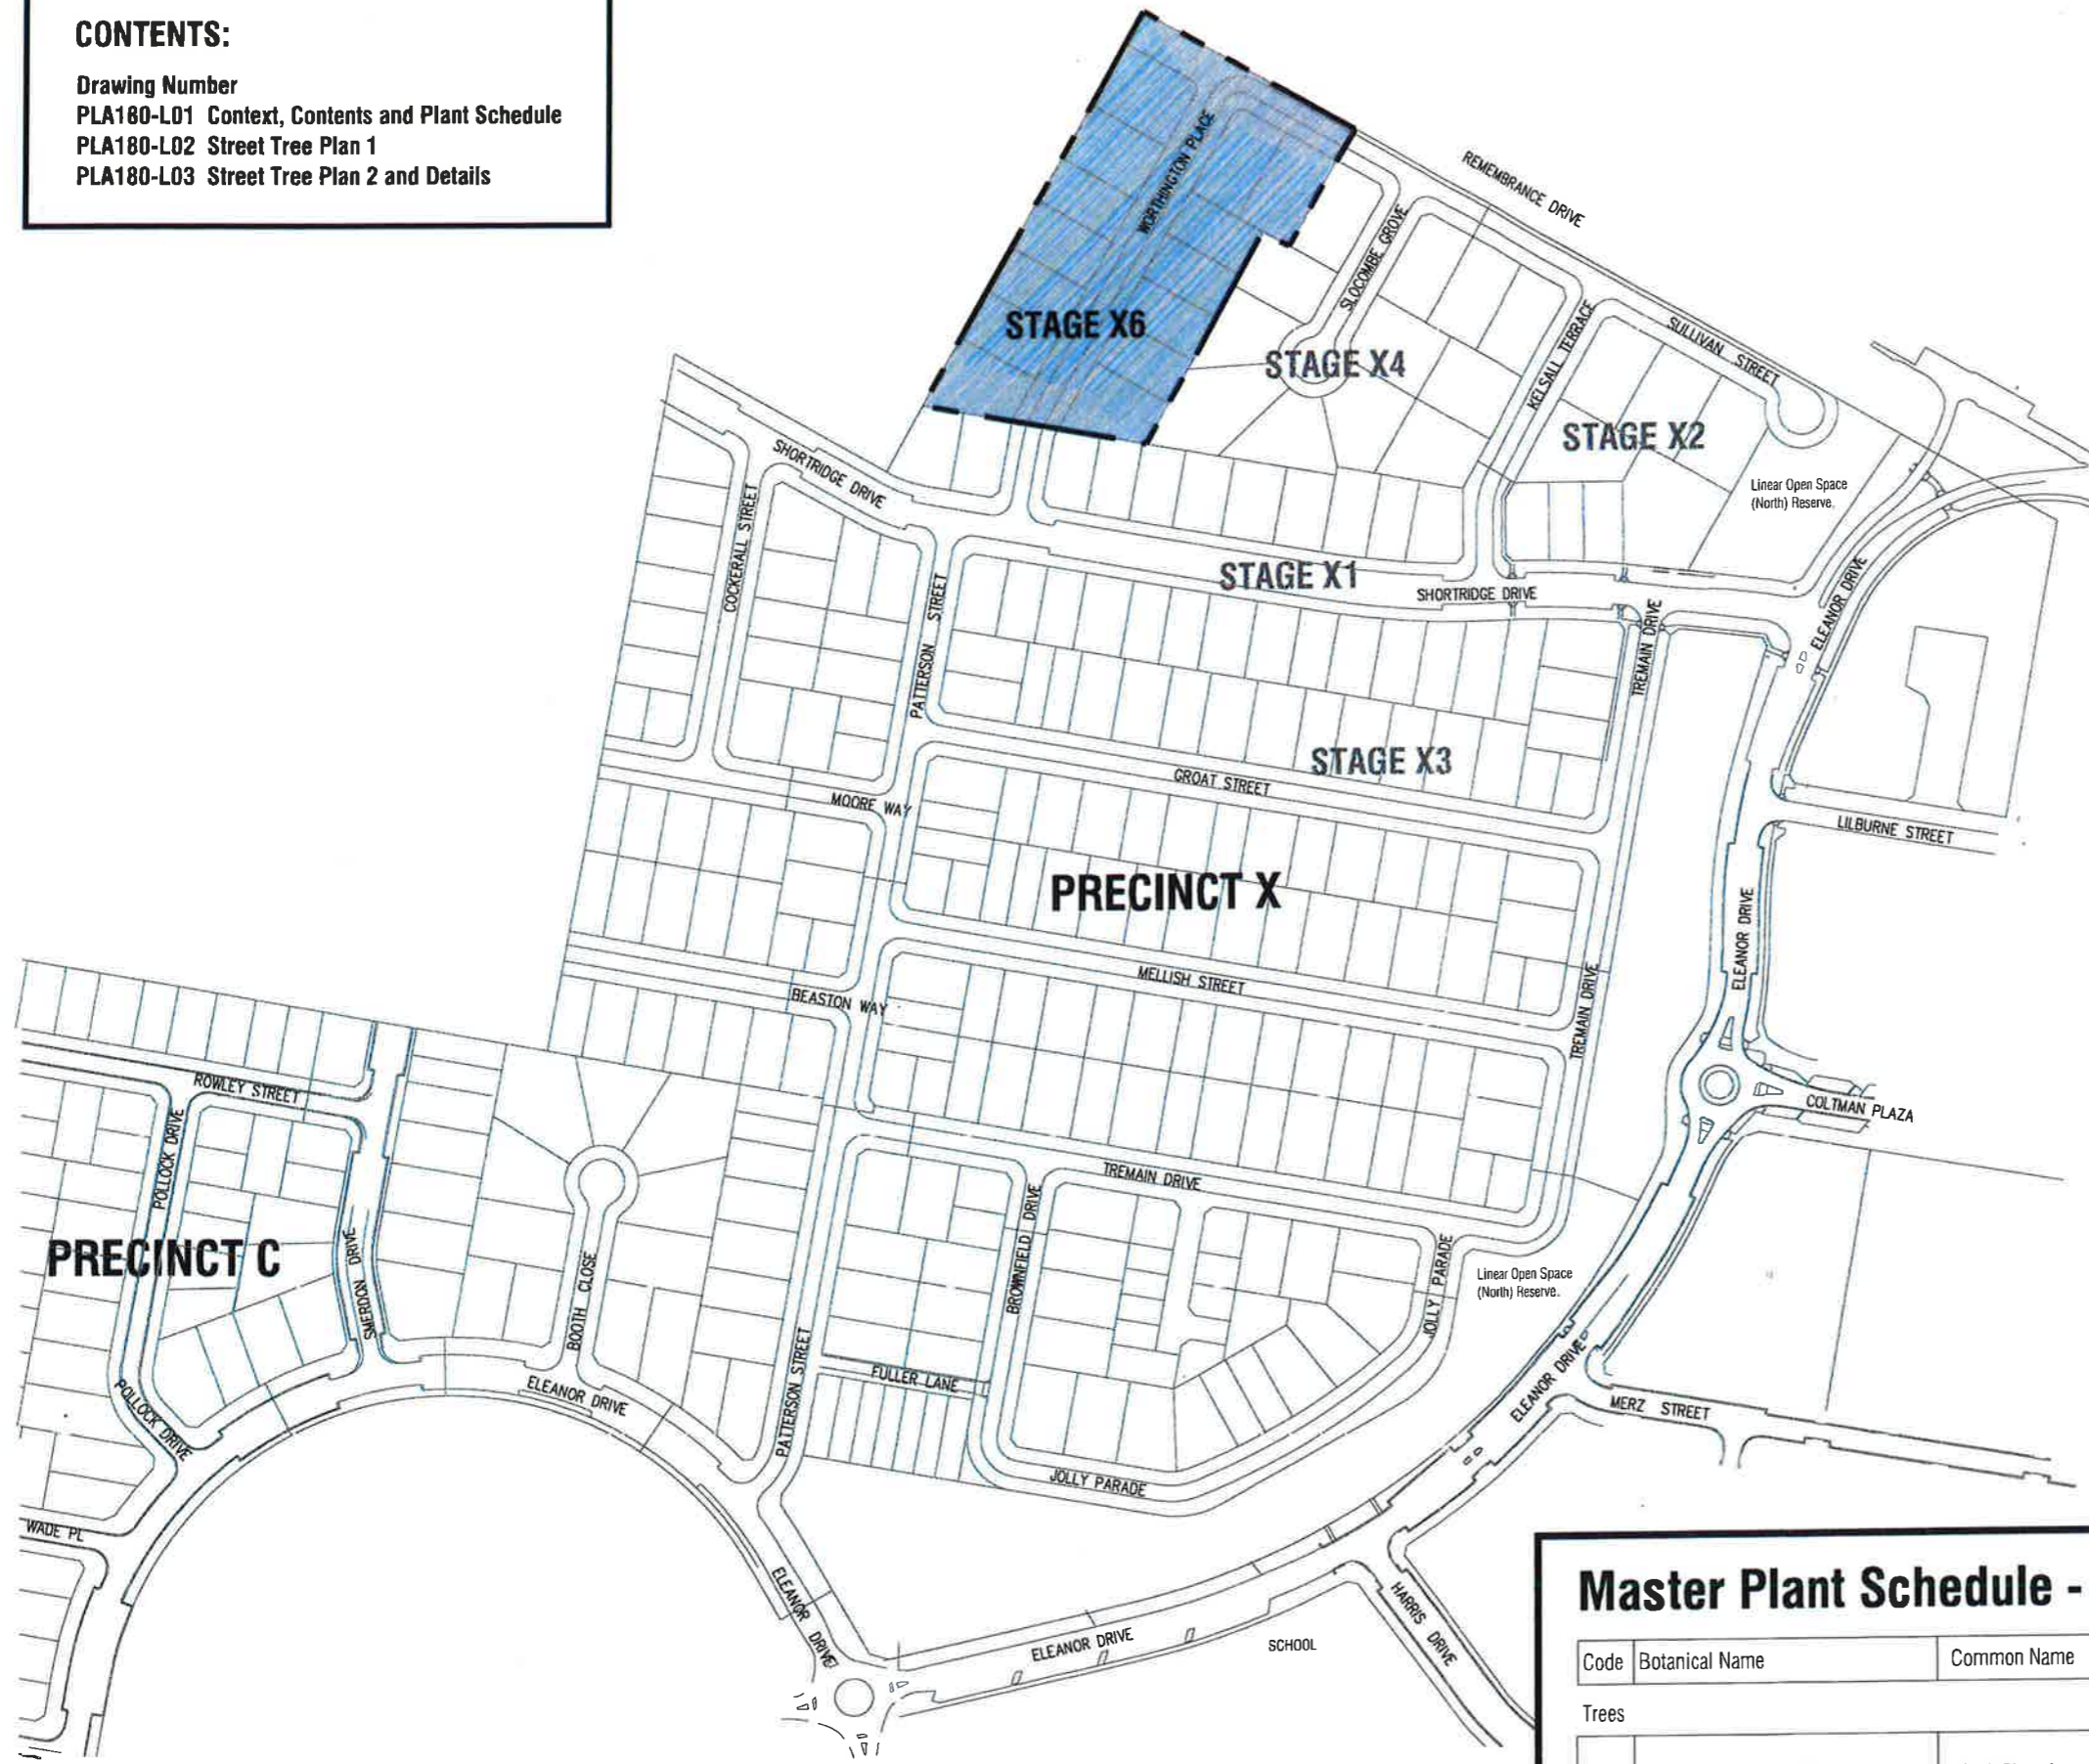 CONTENTS:
Drawing Number
PLA180-L01 Context, Contents and Plant Schedule
PLA180-L02 Street Tree Plan 1
PLA180-L03 Street Tree Plan 2 and Details
WORTHINGTON PLACE
REMEMBRANCE DRIVE
SLOCOMBE GROVE
STAGE X6
STAGE X4
KELSALL TERRACE
SULLIVAN STREET
STAGE X2
Linear Open Space
(North) Reserve.
SHORTRIDGE DRIVE
COCKERALL STREET
PATTERSON STREET
STAGE X1
SHORTRIDGE DRIVE
TREMAIN DRIVE
ELEANOR DRIVE
STAGE X3
GROAT STREET
MOORE WAY
LILBURNE STREET
PRECINCT X
ELEANOR DRIVE
MELLISH STREET
BEASTON WAY
TREMAIN DRIVE
ROWLEY STREET
POLLOCK DRIVE
COLTMAN PLAZA
TREMAIN DRIVE
BROWNFIELD DRIVE
PRECINCT C
SMERDON DRIVE
BOOTH CLOSE
JOLLY PARADE
Linear Open Space
(North) Reserve.
PATTERSON STREET
FULLER LANE
ELEANOR DRIVE
POLLOCK DRIVE
ELEANOR DRIVE
MERZ STREET
JOLLY PARADE
WADE PL
ELEANOR DRIVE
ELEANOR DRIVE
SCHOOL
HARRIS DRIVE
Master Plant Schedule -
Code Botanical Name Common Name
Trees